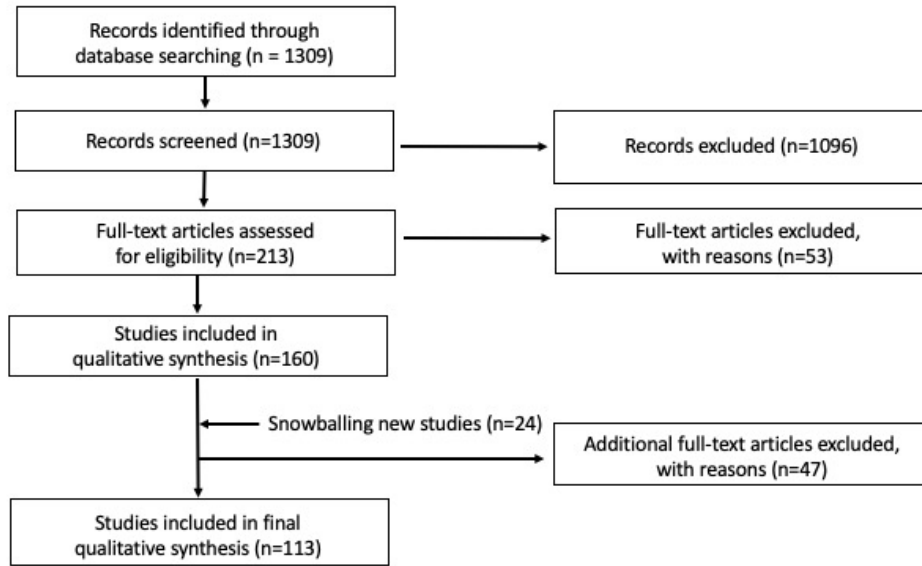 Records identified through
database searching (n = 1309)
Records screened (n=1309)
Records excluded (n=1096)
Full-text articles assessed
for eligibility (n=213)
Full-text articles excluded,
with reasons (n=53)
Studies included in
qualitative synthesis (n=160)
Snowballing new studies (n=24)
Additional full-text articles excluded,
with reasons (n=47)
Studies included in final
qualitative synthesis (n=113)